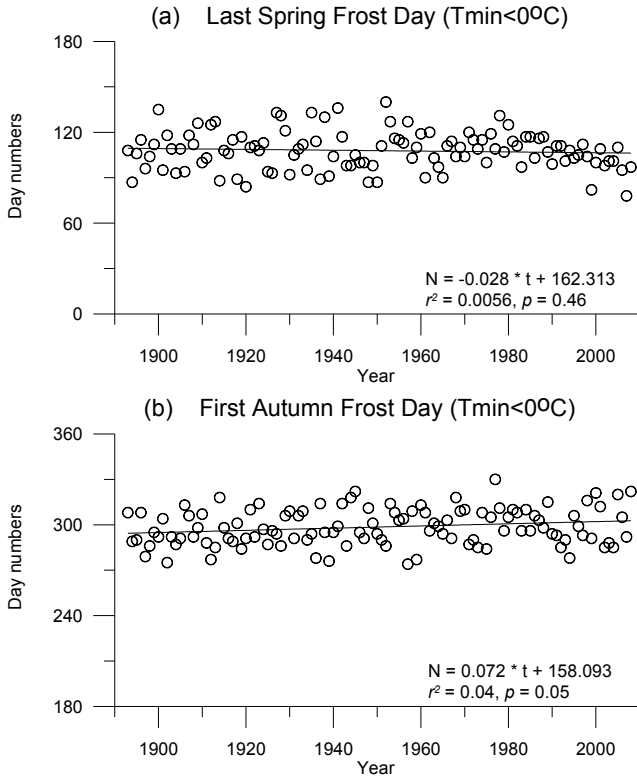 (a) Last Spring Frost Day (Tmin<0ºC)
180
120
60
0
Day numbers
N = -0.028 * t + 162.313
r² = 0.0056, p = 0.46
1900 1920 1940 1960 1980 2000
Year
(b) First Autumn Frost Day (Tmin<0ºC)
360
300
240
180
Day numbers
N = 0.072 * t + 158.093
r² = 0.04, p = 0.05
1900 1920 1940 1960 1980 2000
Year